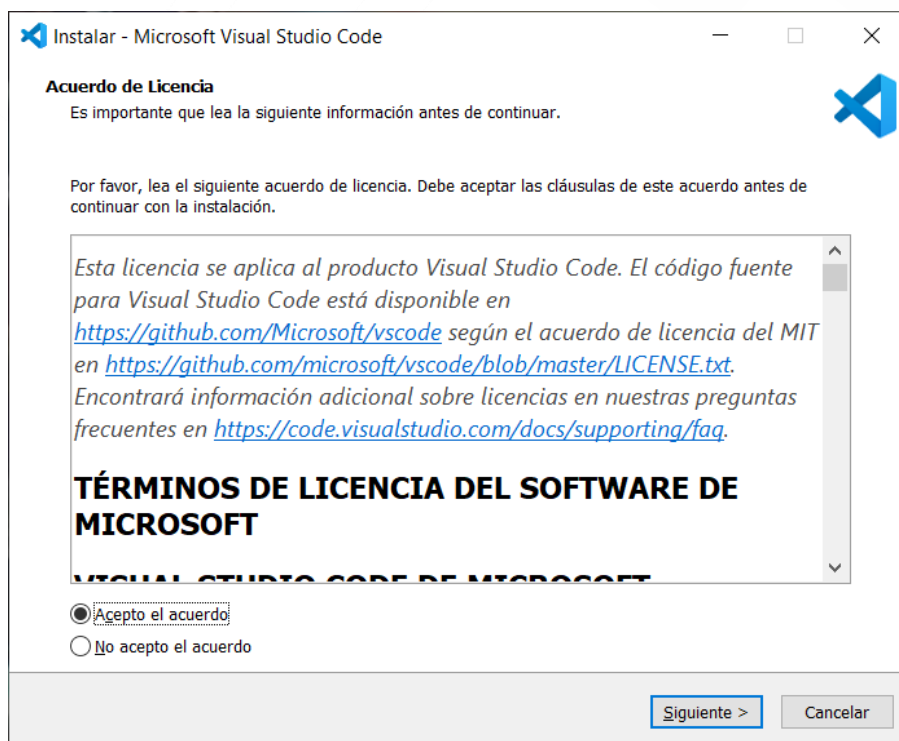 Instalar - Microsoft Visual Studio Code
Acuerdo de Licencia
Es importante que lea la siguiente información antes de continuar.
Por favor, lea el siguiente acuerdo de licencia. Debe aceptar las cláusulas de este acuerdo antes de
continuar con la instalación.
Esta licencia se aplica al producto Visual Studio Code. El código fuente
para Visual Studio Code está disponible en
https://github.com/Microsoft/vscode según el acuerdo de licencia del MIT
en https://github.com/microsoft/vscode/blob/master/LICENSE.txt.
Encontrará información adicional sobre licencias en nuestras preguntas
frecuentes en https://code.visualstudio.com/docs/supporting/faq.
TÉRMINOS DE LICENCIA DEL SOFTWARE DE
MICROSOFT
VISUAL STUDIO CODE DE MICROSOFT
Acepto el acuerdo
No acepto el acuerdo
Siguiente >
Cancelar